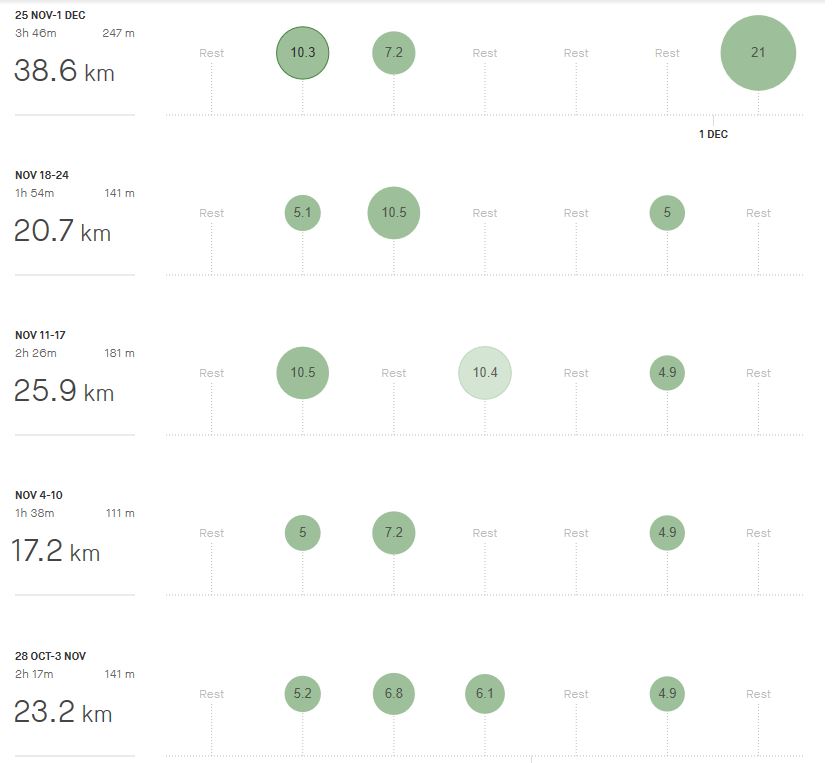 25 NOV-1 DEC
3h 46m 247 m
38.6 km
Rest 10.3 7.2 Rest Rest Rest 21
1 DEC
NOV 18-24
1h 54m 141 m
20.7 km
Rest 5.1 10.5 Rest Rest 5 Rest
NOV 11-17
2h 26m 181 m
25.9 km
Rest 10.5 Rest 10.4 Rest 4.9 Rest
NOV 4-10
1h 38m 111 m
17.2 km
Rest 5 7.2 Rest Rest 4.9 Rest
28 OCT-3 NOV
2h 17m 141 m
23.2 km
Rest 5.2 6.8 6.1 Rest 4.9 Rest